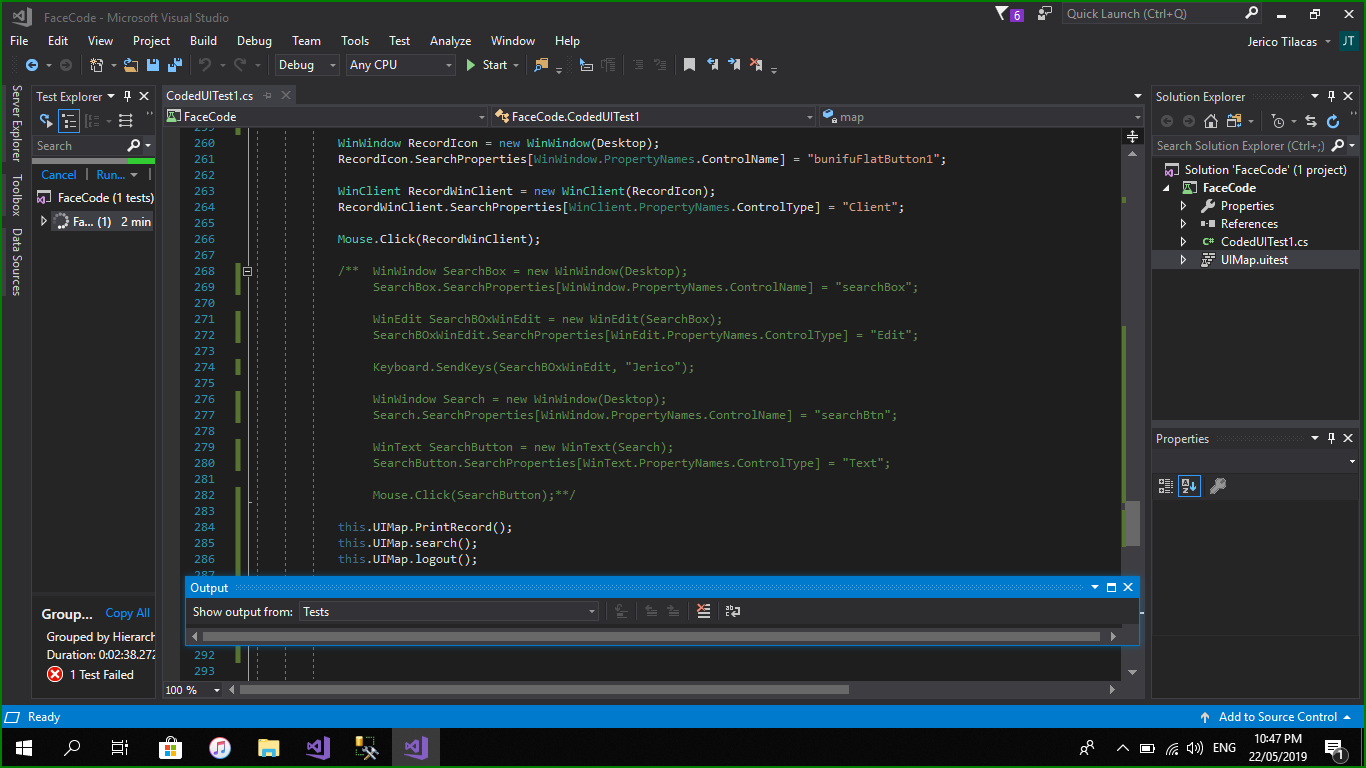 FaceCode - Microsoft Visual Studio
6
Quick Launch (Ctrl+Q)
File Edit View Project Build Debug Team Tools Test Analyze Window Help
Jerico Tilacas
JT
Debug
Any CPU
Start
Server Explorer
Toolbox
Data Sources
Test Explorer
Search
Cancel
Run...
FaceCode (1 tests)
Fa... (1) 2 min
Group...
Copy All
Grouped by Hierarch
Duration: 0:02:38.272
1 Test Failed
CodedUITest1.cs
FaceCode
FaceCode.CodedUITest1
map
259
260 WinWindow RecordIcon = new WinWindow(Desktop);
261 RecordIcon.SearchProperties[WinWindow.PropertyNames.ControlName] = "bunifuFlatButton1";
262
263 WinClient RecordWinClient = new WinClient(RecordIcon);
264 RecordWinClient.SearchProperties[WinClient.PropertyNames.ControlType] = "Client";
265
266 Mouse.Click(RecordWinClient);
267
268 /** WinWindow SearchBox = new WinWindow(Desktop);
269 SearchBox.SearchProperties[WinWindow.PropertyNames.ControlName] = "searchBox";
270
271 WinEdit SearchBOxWinEdit = new WinEdit(SearchBox);
272 SearchBOxWinEdit.SearchProperties[WinEdit.PropertyNames.ControlType] = "Edit";
273
274 Keyboard.SendKeys(SearchBOxWinEdit, "Jerico");
275
276 WinWindow Search = new WinWindow(Desktop);
277 Search.SearchProperties[WinWindow.PropertyNames.ControlName] = "searchBtn";
278
279 WinText SearchButton = new WinText(Search);
280 SearchButton.SearchProperties[WinText.PropertyNames.ControlType] = "Text";
281
282 Mouse.Click(SearchButton);**/
283
284 this.UIMap.PrintRecord();
285 this.UIMap.search();
286 this.UIMap.logout();
287
Output
Show output from: Tests
292
293
100 %
Solution Explorer
Search Solution Explorer (Ctrl+;)
Solution 'FaceCode' (1 project)
FaceCode
Properties
References
C# CodedUITest1.cs
UIMap.uitest
Properties
Ready
Add to Source Control
ENG
10:47 PM
22/05/2019
1